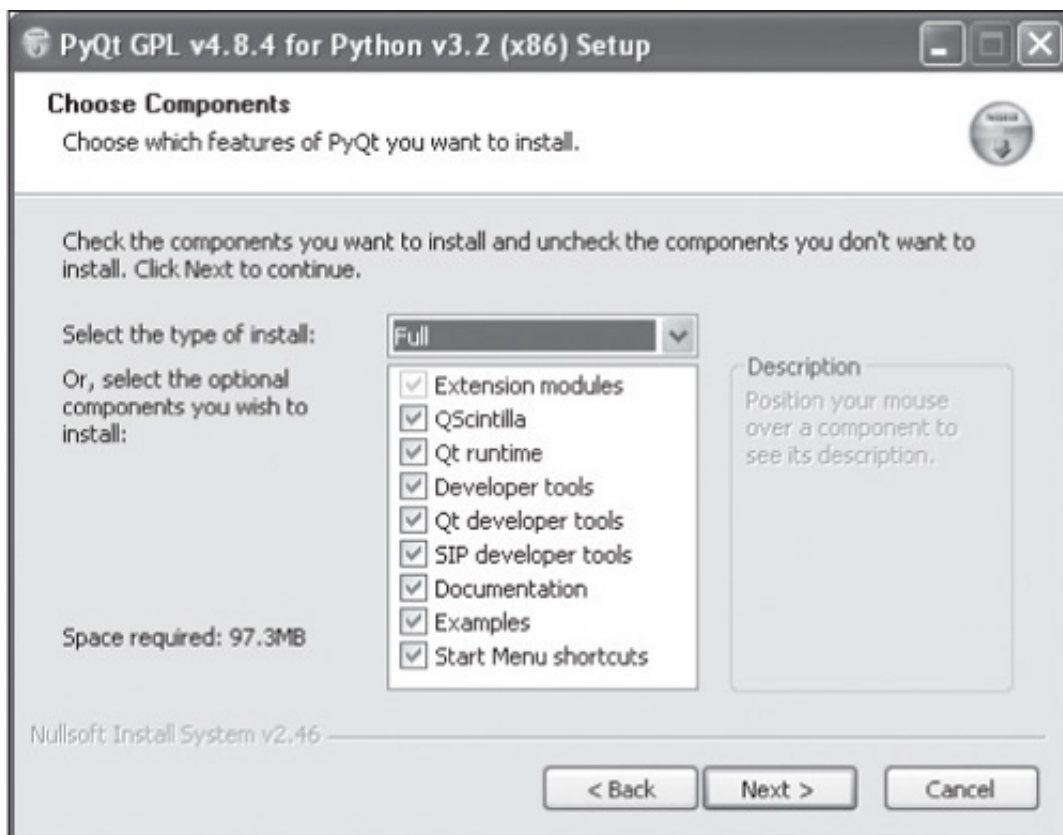 PyQt GPL v4.8.4 for Python v3.2 (x86) Setup
Choose Components
Choose which features of PyQt you want to install.
Check the components you want to install and uncheck the components you don't want to
install. Click Next to continue.
Select the type of install:
Full
Or, select the optional
components you wish to
install:
Extension modules
QScintilla
Qt runtime
Developer tools
Qt developer tools
SIP developer tools
Documentation
Examples
Start Menu shortcuts
Description
Position your mouse
over a component to
see its description.
Space required: 97.3MB
Nullsoft Install System v2.46
< Back
Next >
Cancel